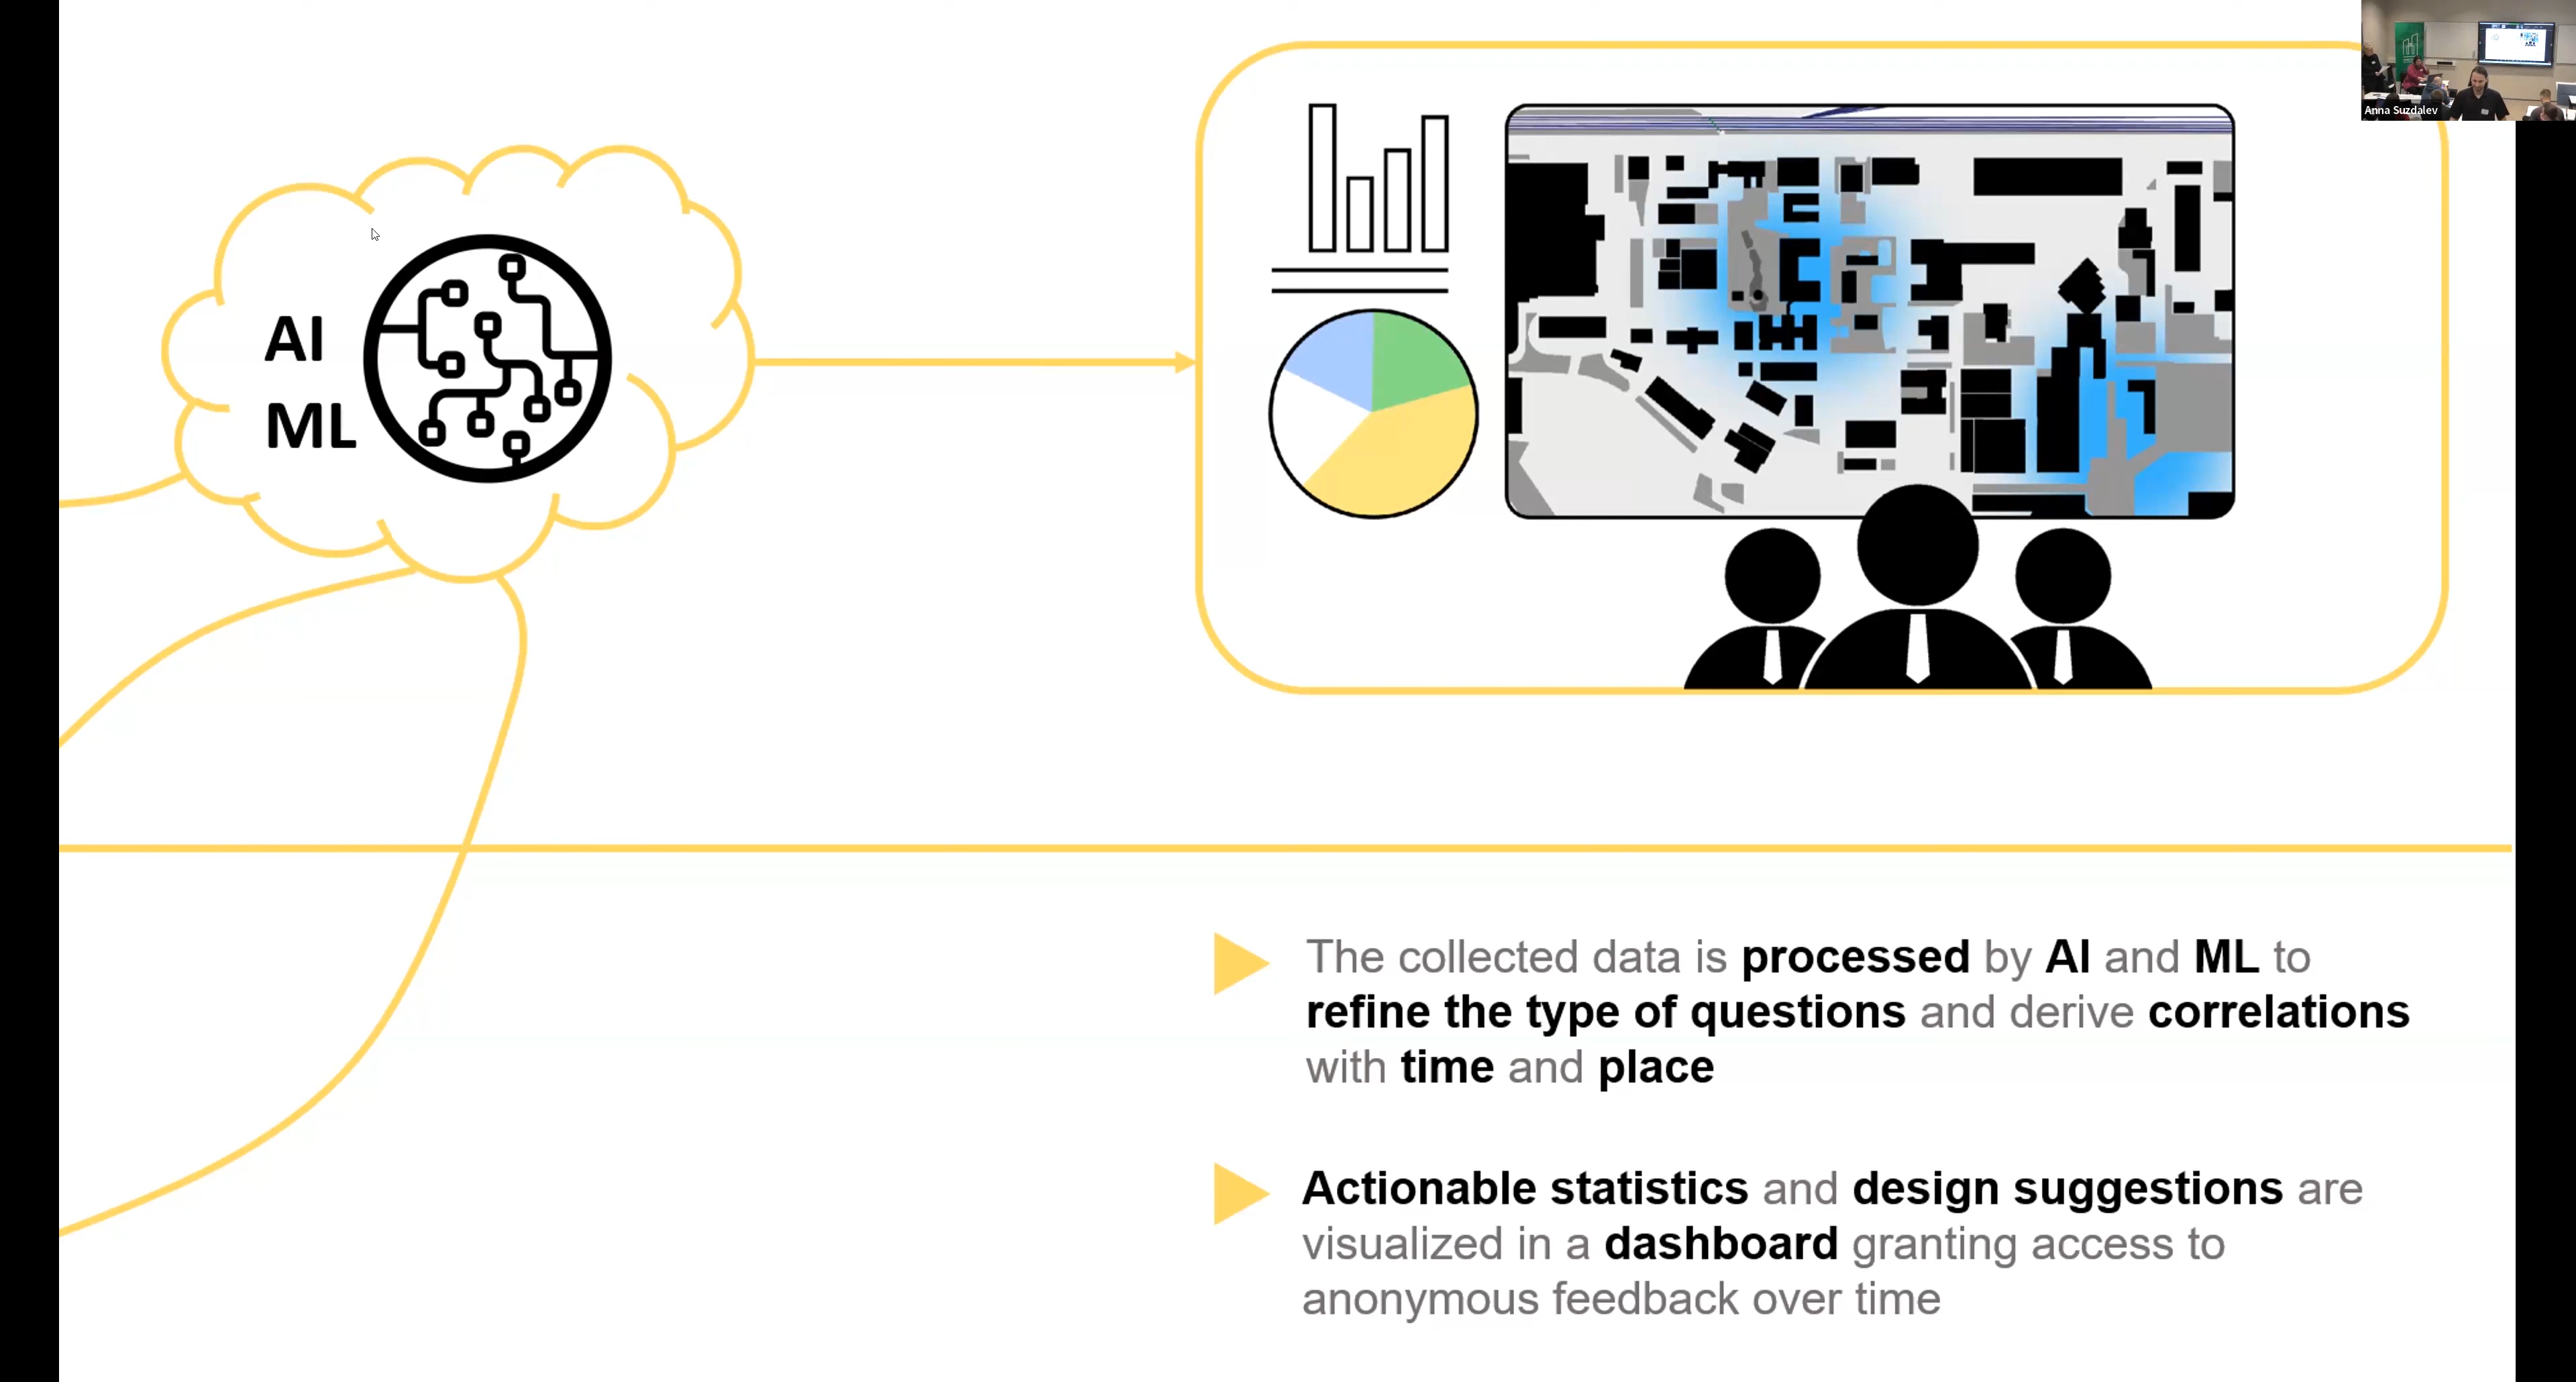 Anna Suzdalev
AI
ML
The collected data is processed by AI and ML to
refine the type of questions and derive correlations
with time and place
Actionable statistics and design suggestions are
visualized in a dashboard granting access to
anonymous feedback over time